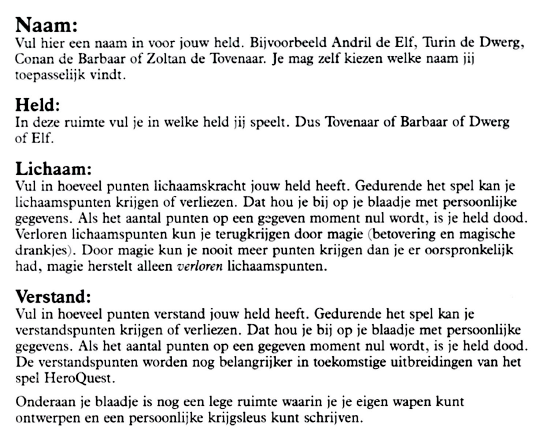 Naam:
Vul hier een naam in voor jouw held. Bijvoorbeeld Andril de Elf, Turin de Dwerg,
Conan de Barbaar of Zoltan de Tovenaar. Je mag zelf kiezen welke naam jij
toepasselijk vindt.
Held:
In deze ruimte vul je in welke held jij speelt. Dus Tovenaar of Barbaar of Dwerg
of Elf.
Lichaam:
Vul in hoeveel punten lichaamskracht jouw held heeft. Gedurende het spel kan je
lichaamspunten krijgen of verliezen. Dat hou je bij op je blaadje met persoonlijke
gegevens. Als het aantal punten op een gegeven moment nul wordt, is je held dood.
Verloren lichaamspunten kun je terugkrijgen door magie (betovering en magische
drankjes). Door magie kun je nooit meer punten krijgen dan je er oorspronkelijk
had, magie herstelt alleen verloren lichaamspunten.
Verstand:
Vul in hoeveel punten verstand jouw held heeft. Gedurende het spel kan je
verstandspunten krijgen of verliezen. Dat hou je bij op je blaadje met persoonlijke
gegevens. Als het aantal punten op een gegeven moment nul wordt, is je held dood.
De verstandspunten worden nog belangrijker in toekomstige uitbreidingen van het
spel HeroQuest.
Onderaan je blaadje is nog een lege ruimte waarin je je eigen wapen kunt
ontwerpen en een persoonlijke krijgsleus kunt schrijven.